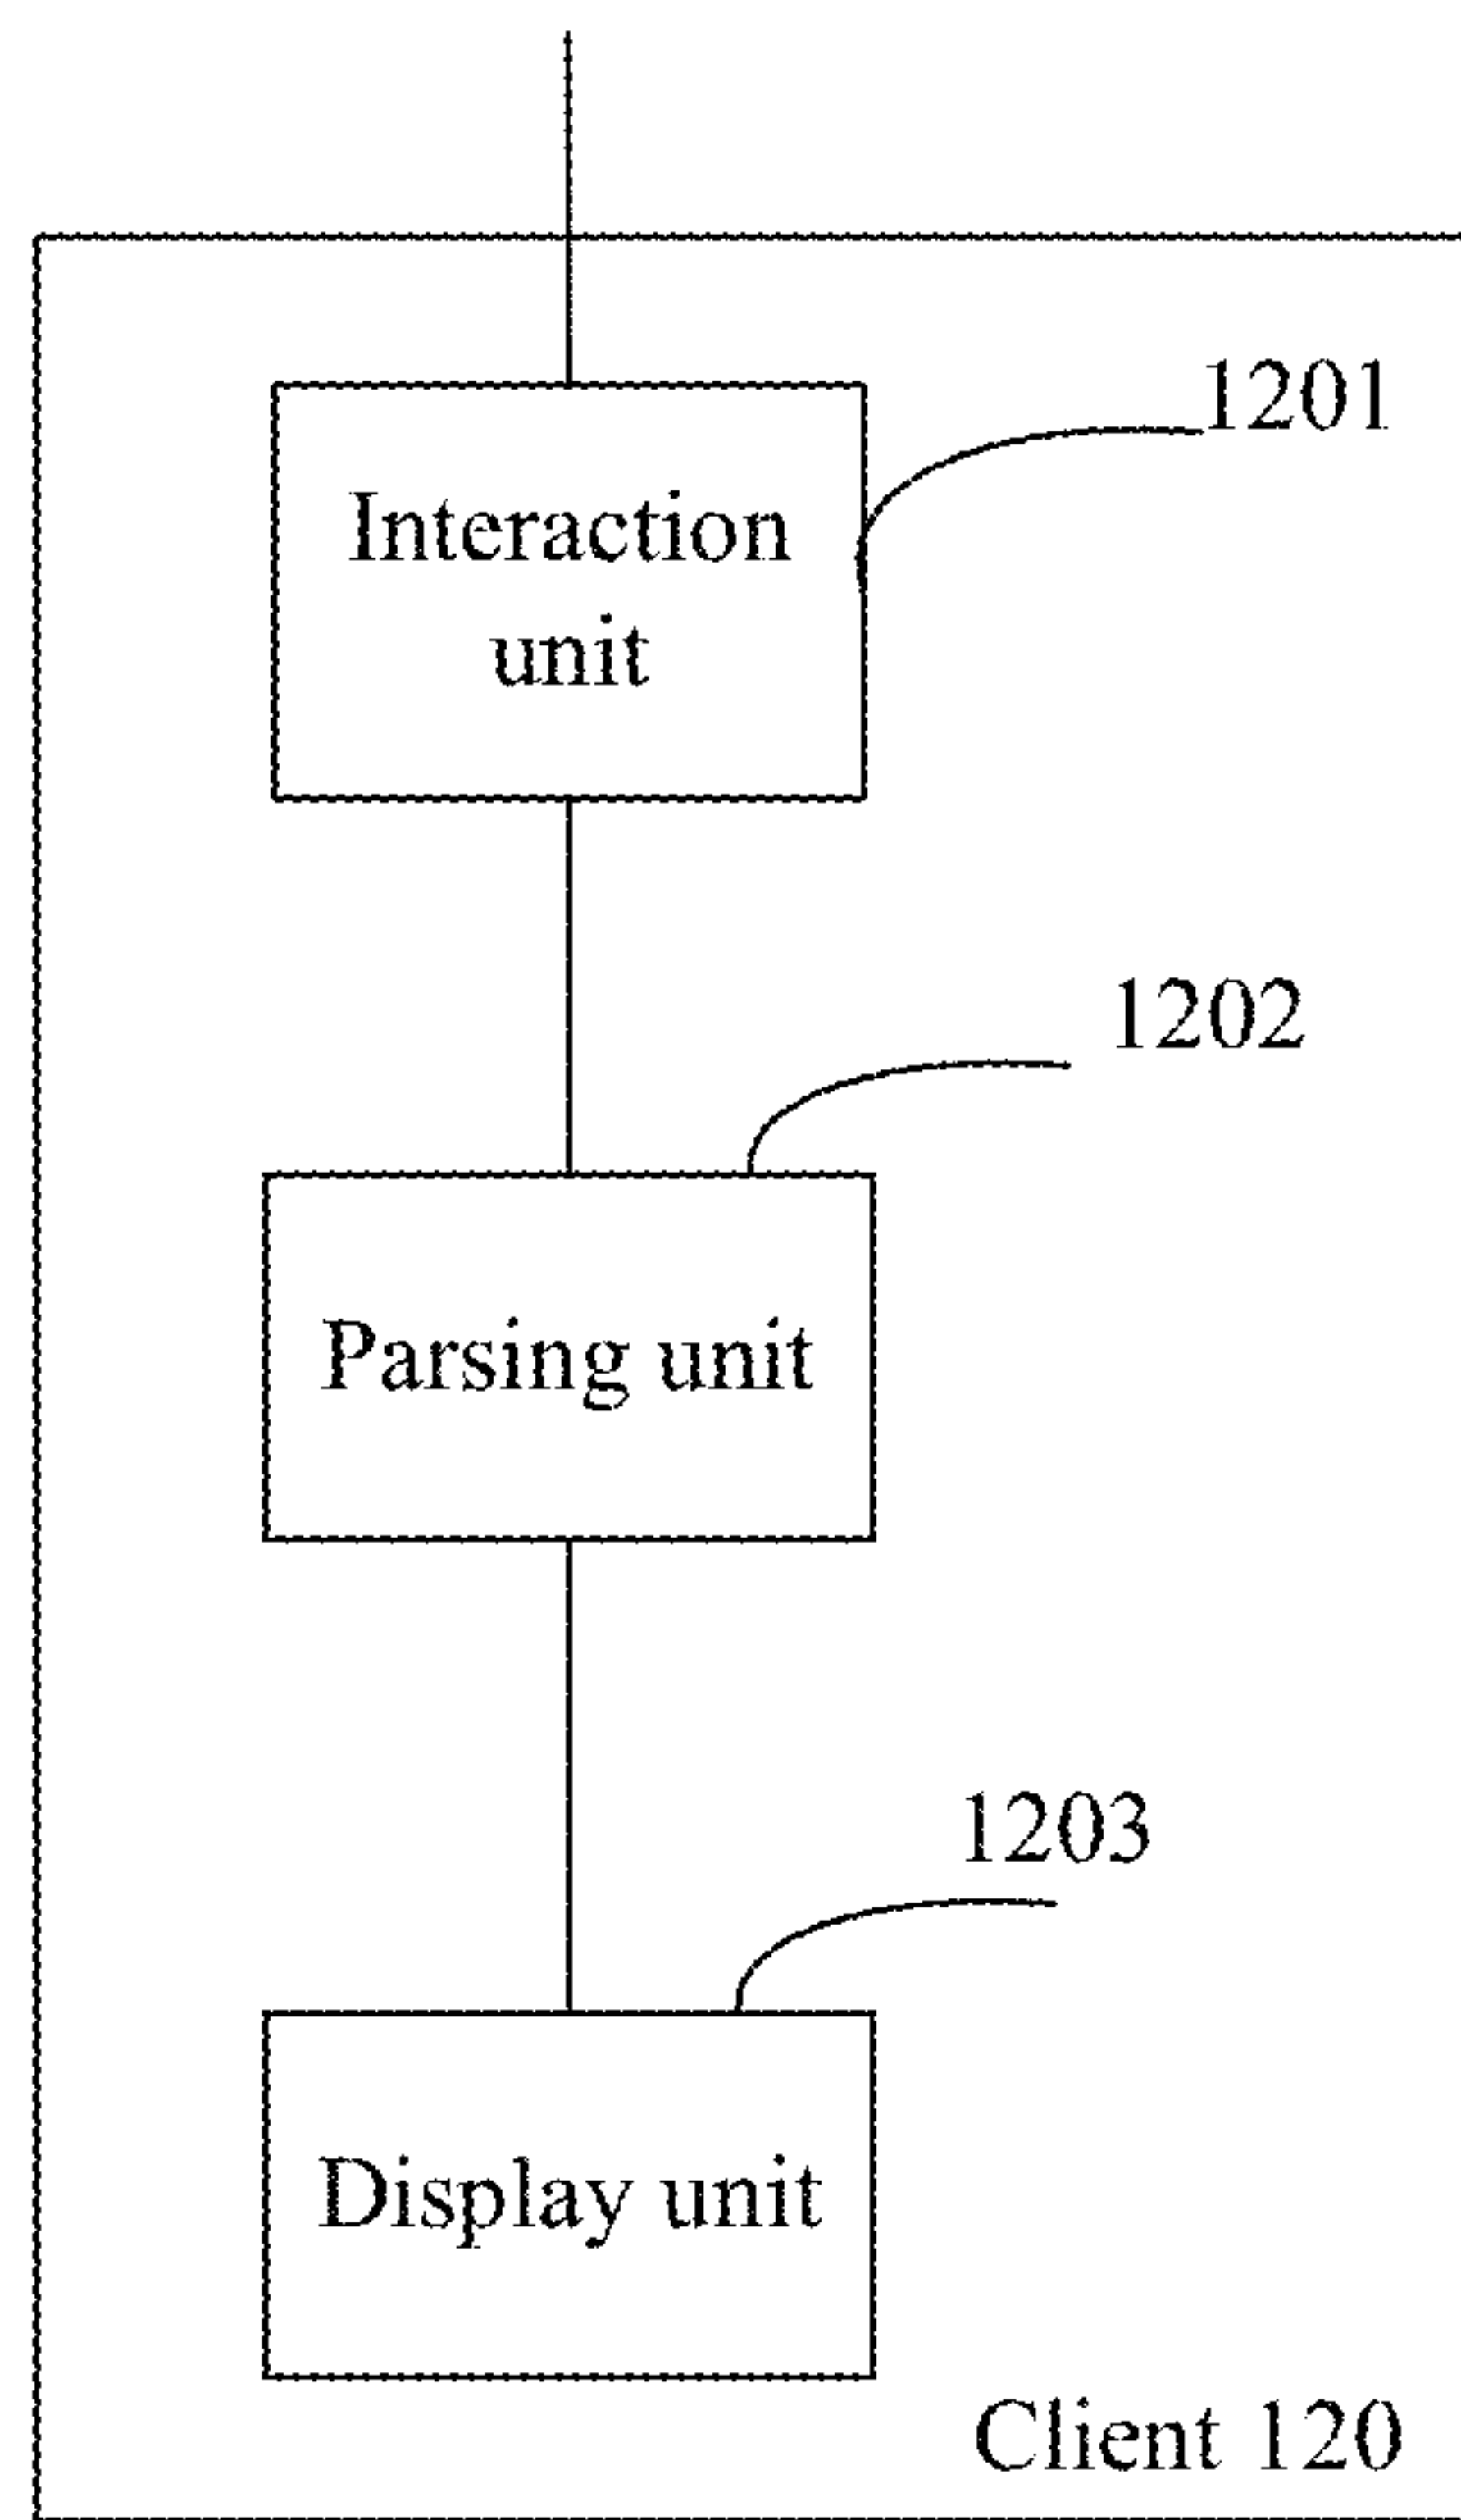 1201
Interaction
unit
1202
Parsing unit
1203
Display unit
Client 120